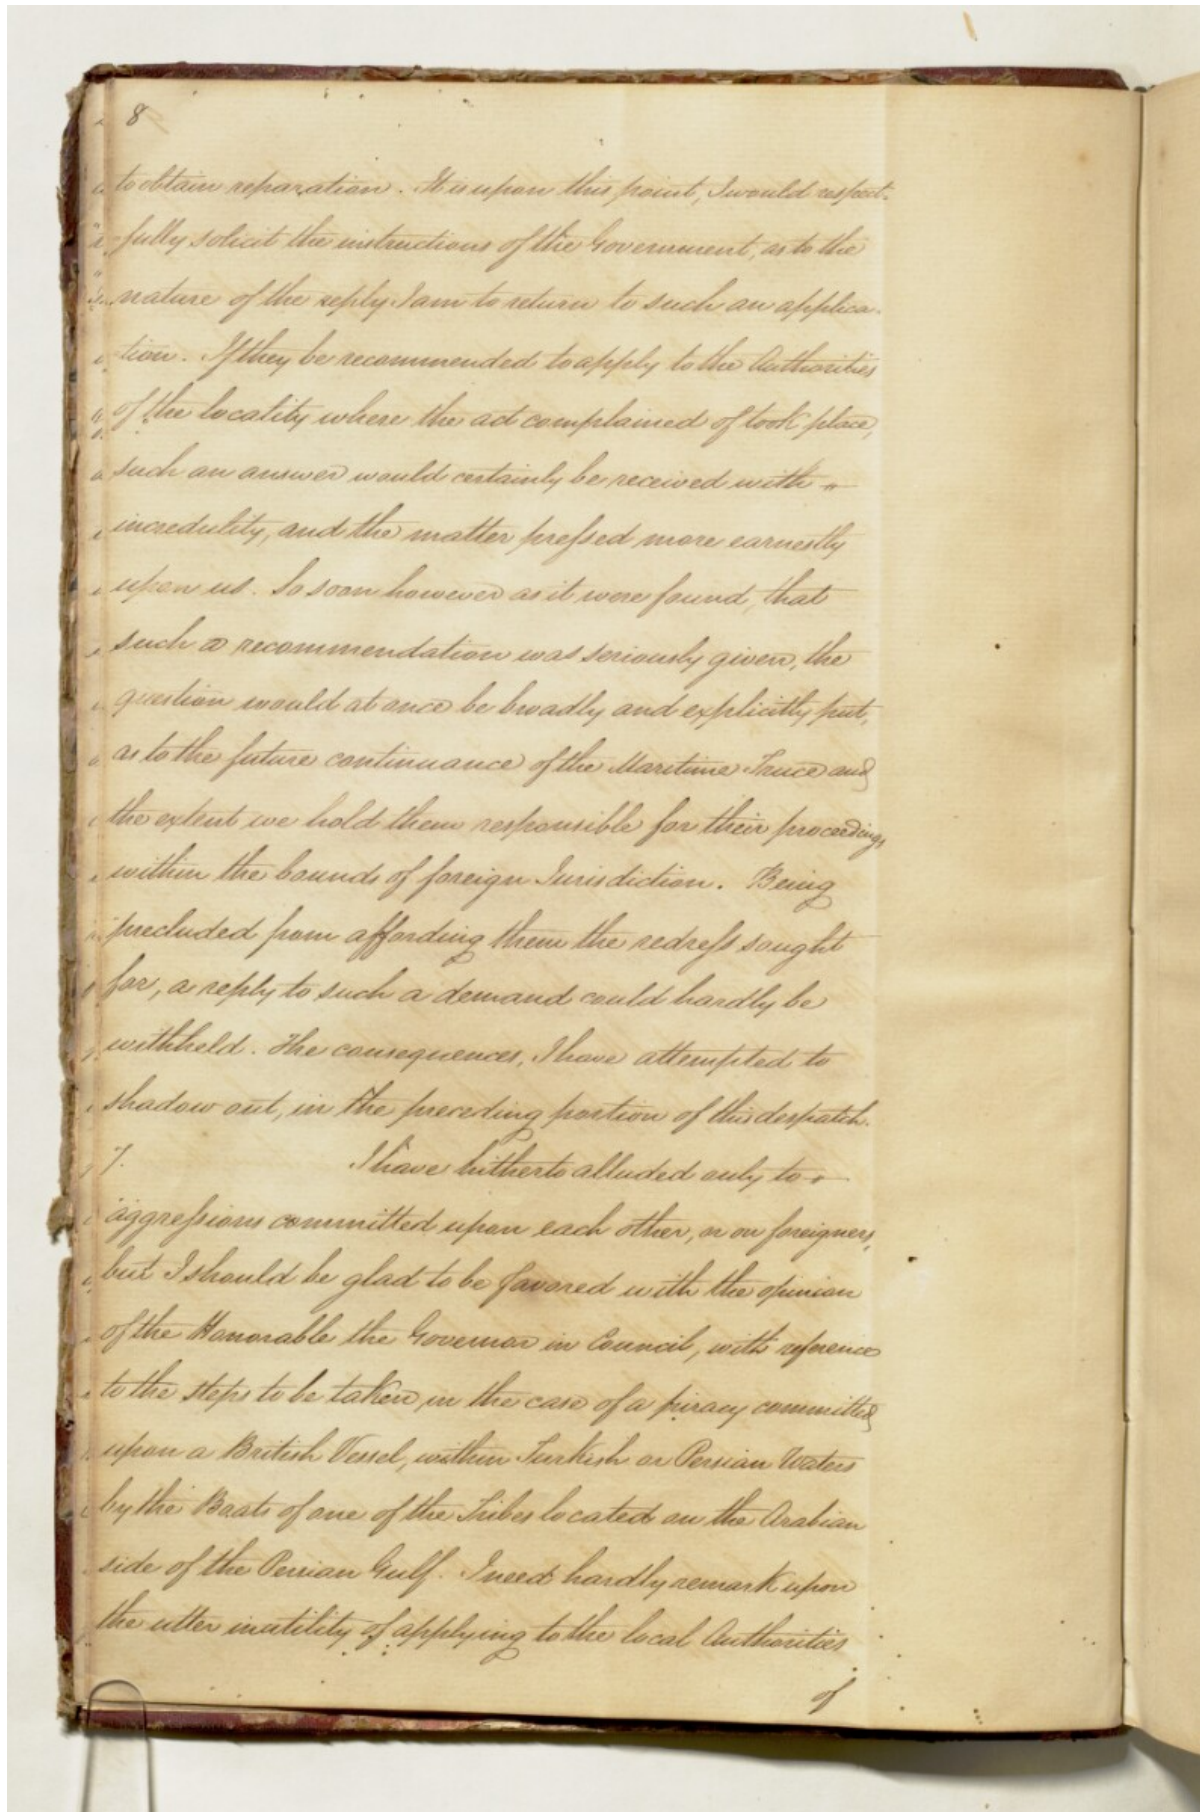 8
to obtain reparation. It is upon this point, I would respect-
fully solicit the instructions of the Government, as to the
nature of the reply I am to return to such an applica-
tion. If they be recommended to apply to the Authorities
of the locality where the act complained of took place,
such an answer would certainly be received with
incredulity, and the matter pressed more earnestly
upon us. So soon however as it were found, that
such a recommendation was seriously given, the
question would at once be broadly and explicitly put,
as to the future continuance of the Maritime Truce and
the extent we hold them responsible for their proceedings
within the bounds of foreign Jurisdiction. Being
precluded from affording them the redress sought
for, a reply to such a demand could hardly be
withheld. The consequences, I have attempted to
shadow out, in the preceding portion of this despatch.
7. I have hitherto alluded only to
aggressions committed upon each other, or on foreigners,
but I should be glad to be favored with the opinion
of the Honorable the Governor in Council, with reference
to the steps to be taken, in the case of a piracy committed
upon a British Vessel, within Turkish or Persian Waters
by the Boats of one of the Tribes located on the Arabian
side of the Persian Gulf. I need hardly remark upon
the utter inutility of applying to the local Authorities
of